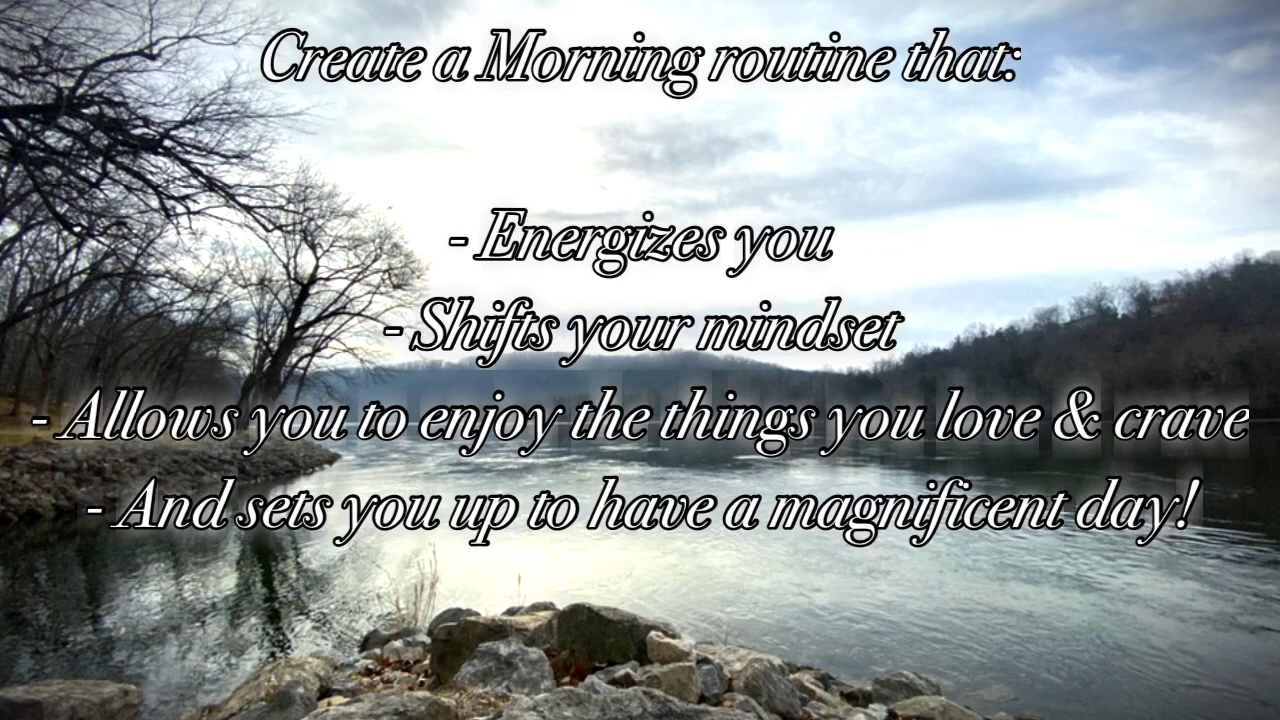 Create a Morning routine that:
- Energizes you
- Shifts your mindset
- Allows you to enjoy the things you love & crave
- And sets you up to have a magnificent day!